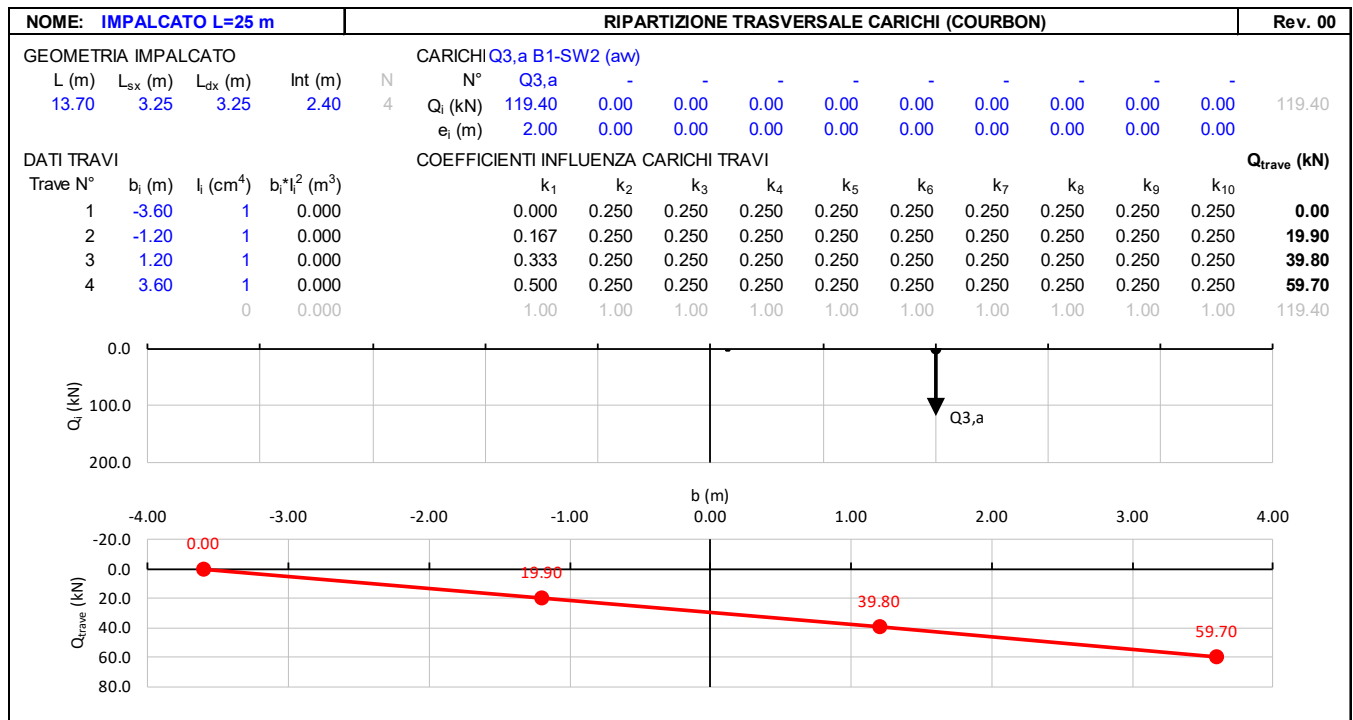 NOME: IMPALCATO L=25 m RIPARTIZIONE TRASVERSALE CARICHI (COURBON) Rev. 00
GEOMETRIA IMPALCATO CARICHI Q3,a B1-SW2 (aw)
L (m) Lsx (m) Ldx (m) Int (m) N N° Q3,a - - - - - - - - -
13.70 3.25 3.25 2.40 4 Qi (kN) 119.40 0.00 0.00 0.00 0.00 0.00 0.00 0.00 0.00 0.00 119.40
ei (m) 2.00 0.00 0.00 0.00 0.00 0.00 0.00 0.00 0.00 0.00
DATI TRAVI COEFFICIENTI INFLUENZA CARICHI TRAVI Qtrave (kN)
Trave N° bi (m) Ii (cm⁴) bi*Ii² (m³) k1 k2 k3 k4 k5 k6 k7 k8 k9 k10
1 -3.60 1 0.000 0.000 0.250 0.250 0.250 0.250 0.250 0.250 0.250 0.250 0.250 0.00
2 -1.20 1 0.000 0.167 0.250 0.250 0.250 0.250 0.250 0.250 0.250 0.250 0.250 19.90
3 1.20 1 0.000 0.333 0.250 0.250 0.250 0.250 0.250 0.250 0.250 0.250 0.250 39.80
4 3.60 1 0.000 0.500 0.250 0.250 0.250 0.250 0.250 0.250 0.250 0.250 0.250 59.70
0 0.000 1.00 1.00 1.00 1.00 1.00 1.00 1.00 1.00 1.00 1.00 119.40
0.0
100.0
200.0
Qi (kN)
Q3,a
b (m)
-4.00 -3.00 -2.00 -1.00 0.00 1.00 2.00 3.00 4.00
-20.0
0.0
20.0
40.0
60.0
80.0
Qtrave (kN)
0.00
19.90
39.80
59.70